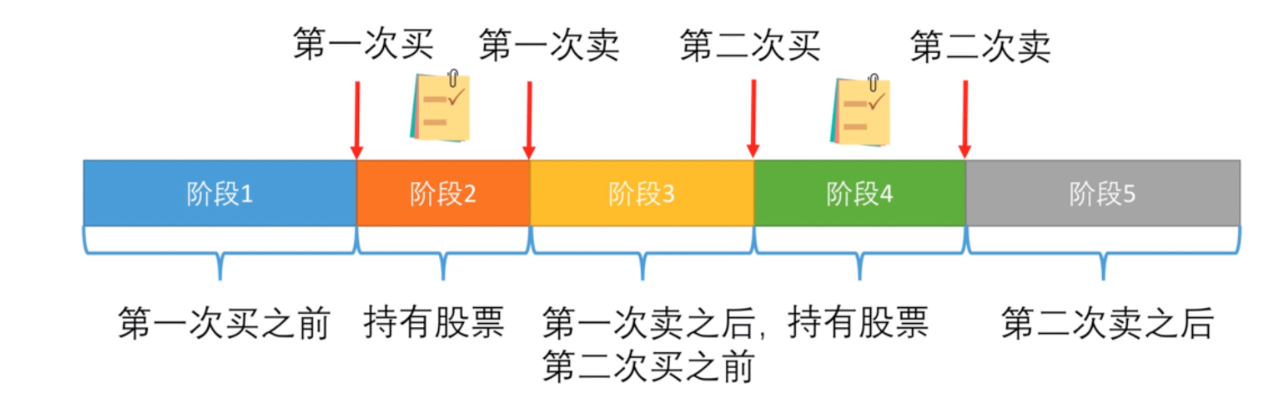 第一次买 第一次卖 第二次买 第二次卖
阶段1 阶段2 阶段3 阶段4 阶段5
第一次买之前 持有股票 第一次卖之后, 持有股票 第二次卖之后
第二次买之前